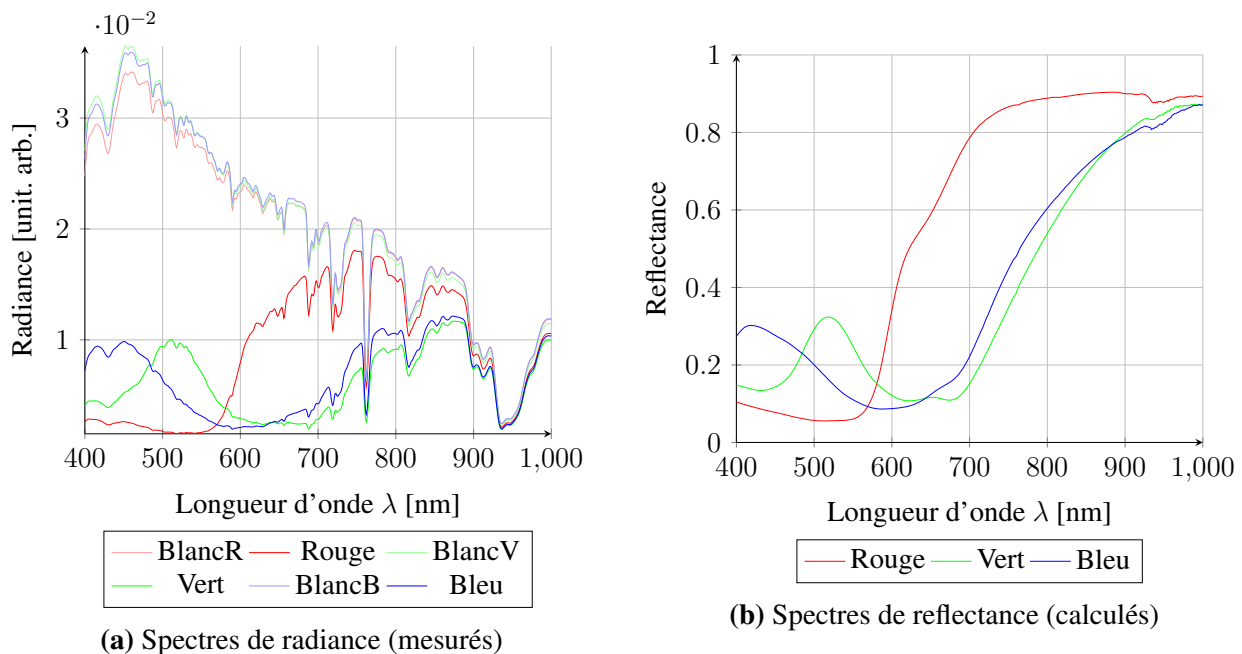 ·10⁻²
3
2
1
Radiance [unit. arb.]
400 500 600 700 800 900 1,000
Longueur d'onde λ [nm]
BlancR Rouge BlancV
Vert BlancB Bleu
(a) Spectres de radiance (mesurés)
1
0.8
0.6
0.4
0.2
0
Reflectance
400 500 600 700 800 900 1,000
Longueur d'onde λ [nm]
Rouge Vert Bleu
(b) Spectres de reflectance (calculés)